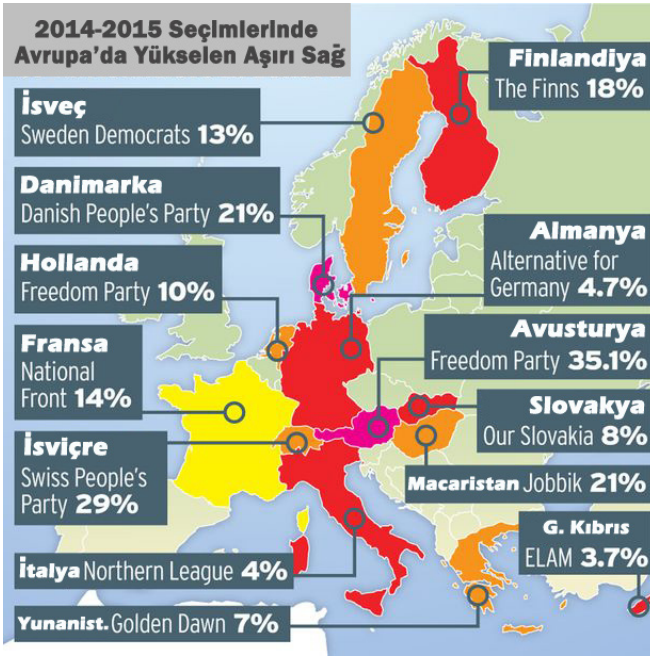 2014-2015 Seçimlerinde
Avrupa’da Yükselen Aşırı Sağ
Finlandiya
The Finns 18%
İsveç
Sweden Democrats 13%
Danimarka
Danish People’s Party 21%
Almanya
Alternative for
Germany 4.7%
Hollanda
Freedom Party 10%
Avusturya
Freedom Party 35.1%
Fransa
National
Front 14%
Slovakya
Our Slovakia 8%
İsviçre
Swiss People’s
Party 29%
Macaristan Jobbik 21%
G. Kıbrıs
ELAM 3.7%
İtalya Northern League 4%
Yunanist. Golden Dawn 7%